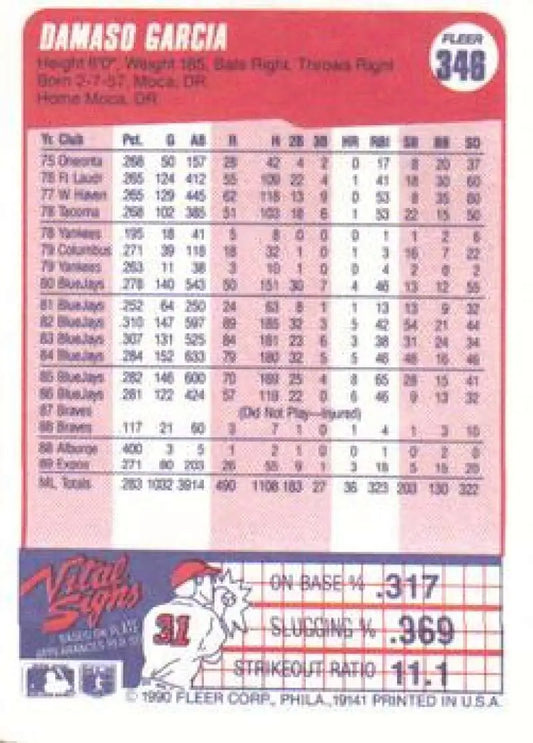 DAMASO GARCIA
FLEER
346
Height 6'0", Weight 185, Bats Right, Throws Right
Born 2-7-57, Moca, DR
Home Moca, DR
Yr. Club Pct. G AB R H 2B 3B HR RBI SB BB SO
75 Oneonta .268 50 157 28 42 4 2 0 17 8 20 37
76 Ft. Laudr .265 124 412 55 109 22 4 1 41 18 30 60
77 W. Haven .265 129 445 62 118 13 9 0 53 8 35 60
78 Tacoma .268 102 385 51 103 18 6 1 53 22 15 50
78 Yankees .195 18 41 5 8 0 0 0 1 1 2 6
79 Columbus .271 39 118 18 32 1 0 1 3 16 7 22
79 Yankees .263 11 38 3 10 1 0 0 4 2 0 2
80 BlueJays .278 140 543 50 151 30 7 4 46 13 12 55
81 BlueJays .252 64 250 24 63 8 1 1 13 13 9 32
82 BlueJays .310 147 597 89 185 32 3 5 42 54 21 44
83 BlueJays .307 131 525 84 161 23 6 3 38 31 24 34
84 BlueJays .284 152 633 79 180 32 5 5 46 46 16 46
85 BlueJays .282 146 600 70 169 25 4 8 65 28 15 41
86 BlueJays .281 122 424 57 119 22 0 6 46 9 13 32
87 Braves (Did Not Play—Injured)
88 Braves .117 21 60 3 7 1 0 1 4 1 3 10
88 Alburqe .400 3 5 1 2 1 0 0 1 0 2 0
89 Expos .271 80 203 26 55 9 1 3 18 5 15 20
ML Totals .283 1032 3914 490 1108 183 27 36 323 203 130 322
Vital Signs
BASED ON PLATE
APPEARANCES PER
31
ON BASE % .317
SLUGGING % .369
STRIKEOUT RATIO 11.1
© 1990 FLEER CORP., PHILA., 19141 PRINTED IN U.S.A.